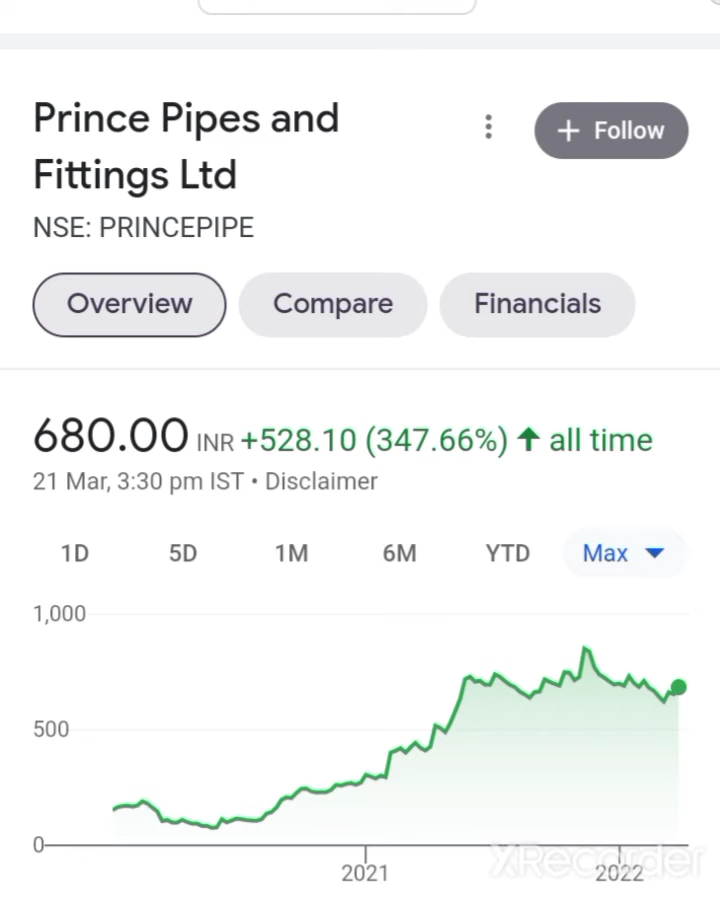 Prince Pipes and
Fittings Ltd
+ Follow
NSE: PRINCEPIPE
Overview
Compare
Financials
680.00 INR +528.10 (347.66%) ↑ all time
21 Mar, 3:30 pm IST • Disclaimer
1D 5D 1M 6M YTD Max
1,000
500
0
2021
2022
XRecorder